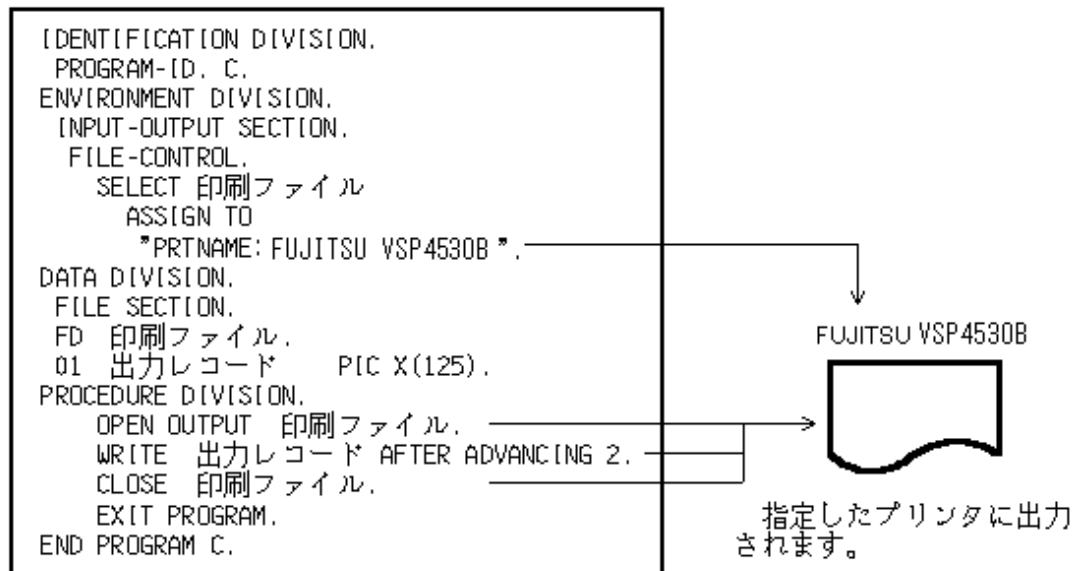 IDENTIFICATION DIVISION.
PROGRAM-ID. C.
ENVIRONMENT DIVISION.
INPUT-OUTPUT SECTION.
FILE-CONTROL.
SELECT 印刷ファイル
ASSIGN TO
"PRTNAME:FUJITSU VSP4530B".
DATA DIVISION.
FILE SECTION.
FD 印刷ファイル.
01 出力レコード PIC X(125).
PROCEDURE DIVISION.
OPEN OUTPUT 印刷ファイル.
WRITE 出力レコード AFTER ADVANCING 2.
CLOSE 印刷ファイル.
EXIT PROGRAM.
END PROGRAM C.
FUJITSU VSP4530B
指定したプリンタに出力
されます。